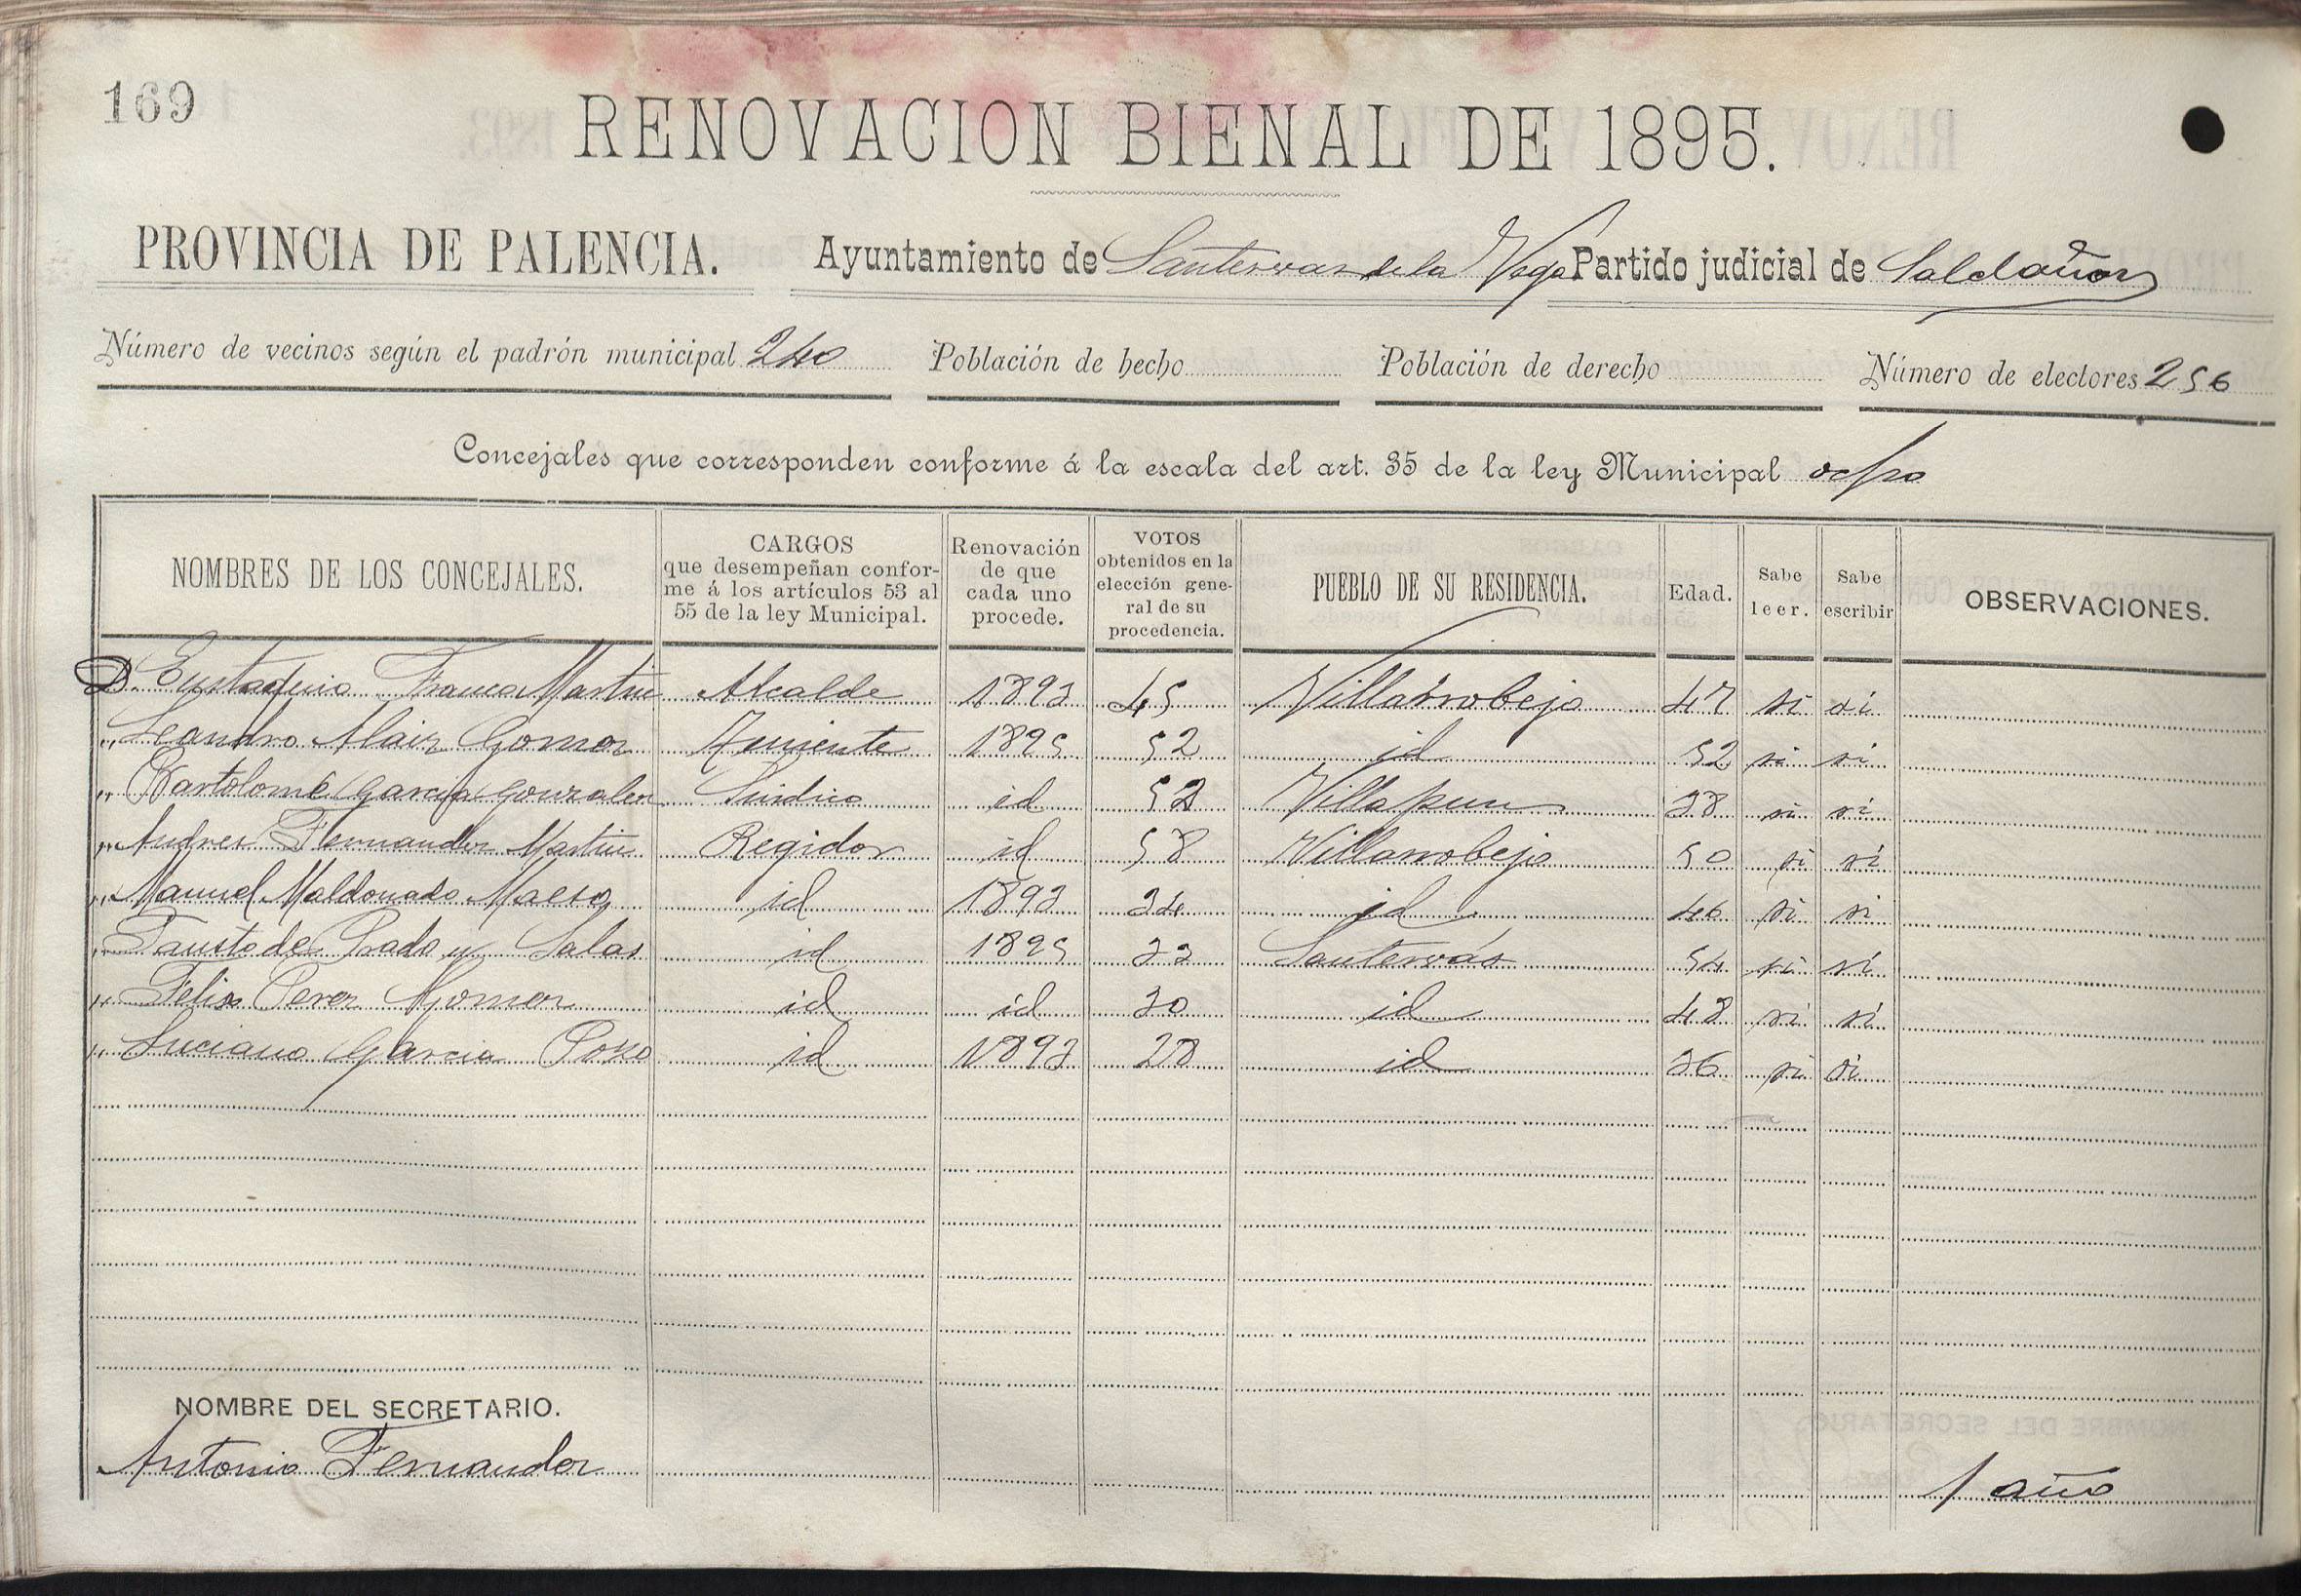 169
RENOVACION BIENAL DE 1895.
PROVINCIA DE PALENCIA. Ayuntamiento de Santervas de la Vega Partido judicial de Saldaña
Número de vecinos según el padrón municipal 240 Población de hecho Población de derecho Número de electores 256
Concejales que corresponden conforme á la escala del art. 35 de la ley Municipal ocho
NOMBRES DE LOS CONCEJALES. CARGOS que desempeñan conforme á los artículos 53 al 55 de la ley Municipal. Renovación de que cada uno procede. VOTOS obtenidos en la elección general de su procedencia. PUEBLO DE SU RESIDENCIA. Edad. Sabe leer. Sabe escribir OBSERVACIONES.
D. Eustaquio Franco Martin Alcalde 1893 45 Villarrobejo 47 si si
" Leandro Alaiz Gomez Teniente 1895 52 id 52 si si
" Bartolomé Garcia Gonzalez Sindico id 52 Villapun 38 si si
" Andres Fernandez Martin Regidor id 58 Villarrobejo 50 si si
" Manuel Maldonado Maeso id 1893 34 id 46 si si
" Fausto de Prado y Salas id 1895 33 Santervás 54 si si
" Felix Perez Gomez id id 30 id 48 si si
" Luciano Garcia Pozo id 1893 28 id 36 si si
NOMBRE DEL SECRETARIO.
Antonio Fernandez 1 año